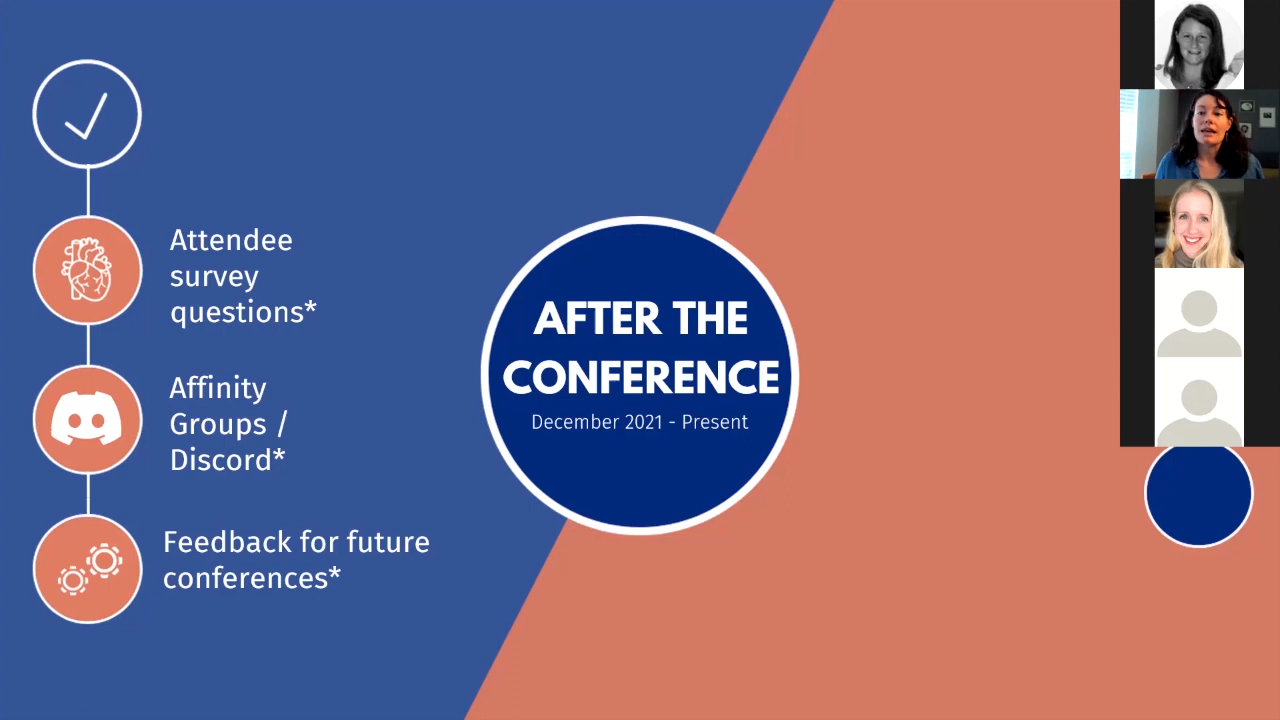 Attendee
survey
questions*
Affinity
Groups /
Discord*
Feedback for future
conferences*
AFTER THE
CONFERENCE
December 2021 - Present